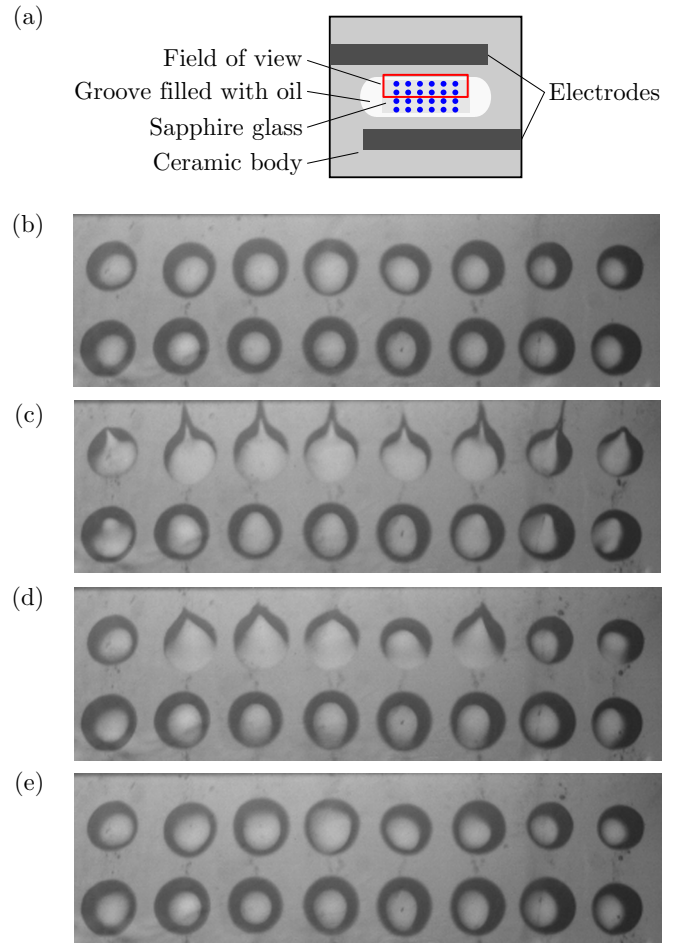 (a)
Field of view
Groove filled with oil
Sapphire glass
Ceramic body
Electrodes
(b)
(c)
(d)
(e)